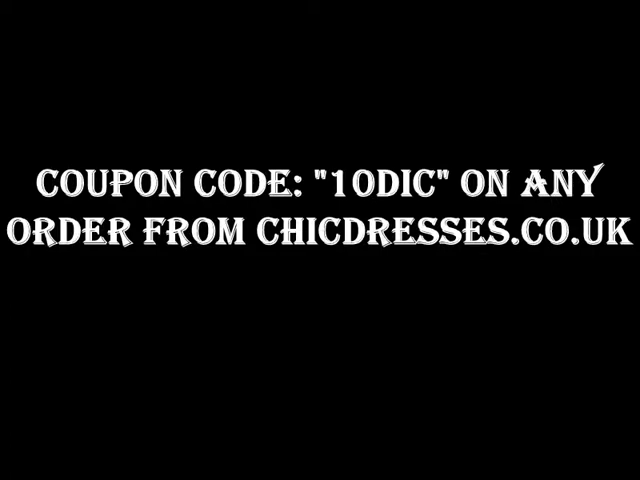 COUPON CODE: "10DIC" ON ANY
ORDER FROM CHICDRESSES.CO.UK